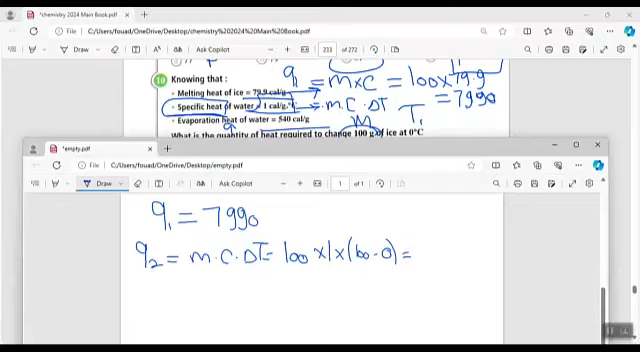 *chemistry 2024 Main Book.pdf
C:/Users/fouad/OneDrive/Desktop/chemistry%202024%20Main%20Book.pdf
Draw Ask Copilot 233 of 272
10 Knowing that :
q₁ = m×C = 100×79.9
= 7990
• Melting heat of ice = 79.9 cal/g
• Specific heat of water = 1 cal/g.°C = m.C.DT T₁
• Evaporation heat of water = 540 cal/g
m
What is the quantity of heat required to change 100 g of ice at 0°C
*empty.pdf
C:/Users/fouad/OneDrive/Desktop/empty.pdf
Draw Ask Copilot 1 of 1
q₁ = 7990
q₂ = m.C.DT = 100×1×(100-0) =